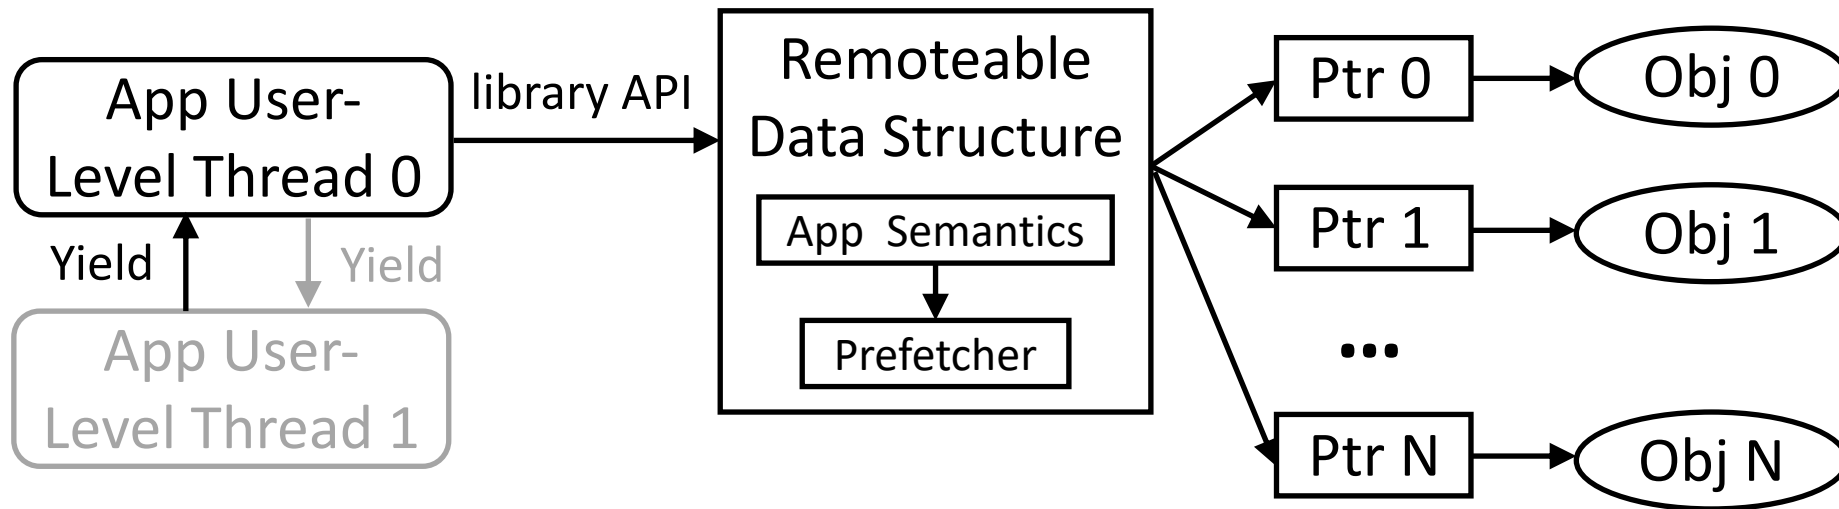 App User-
Level Thread 0
Yield
Yield
App User-
Level Thread 1
library API
Remoteable
Data Structure
App Semantics
Prefetcher
Ptr 0
Obj 0
Ptr 1
Obj 1
...
Ptr N
Obj N